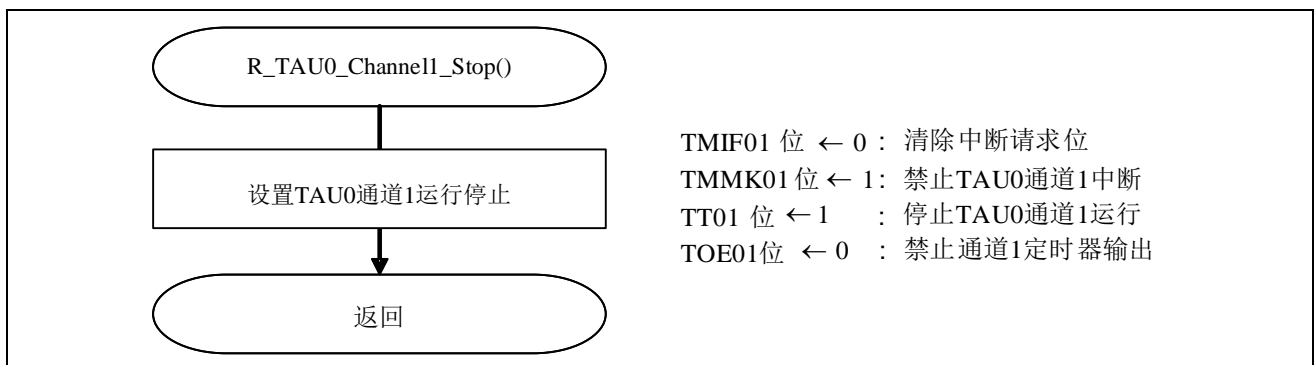 R_TAU0_Channel1_Stop()
设置TAU0通道1运行停止
返回
TMIF01 位 ← 0 : 清除中断请求位
TMMK01 位 ← 1 : 禁止TAU0通道1中断
TT01 位 ← 1 : 停止TAU0通道1运行
TOE01位 ← 0 : 禁止通道1定时器输出